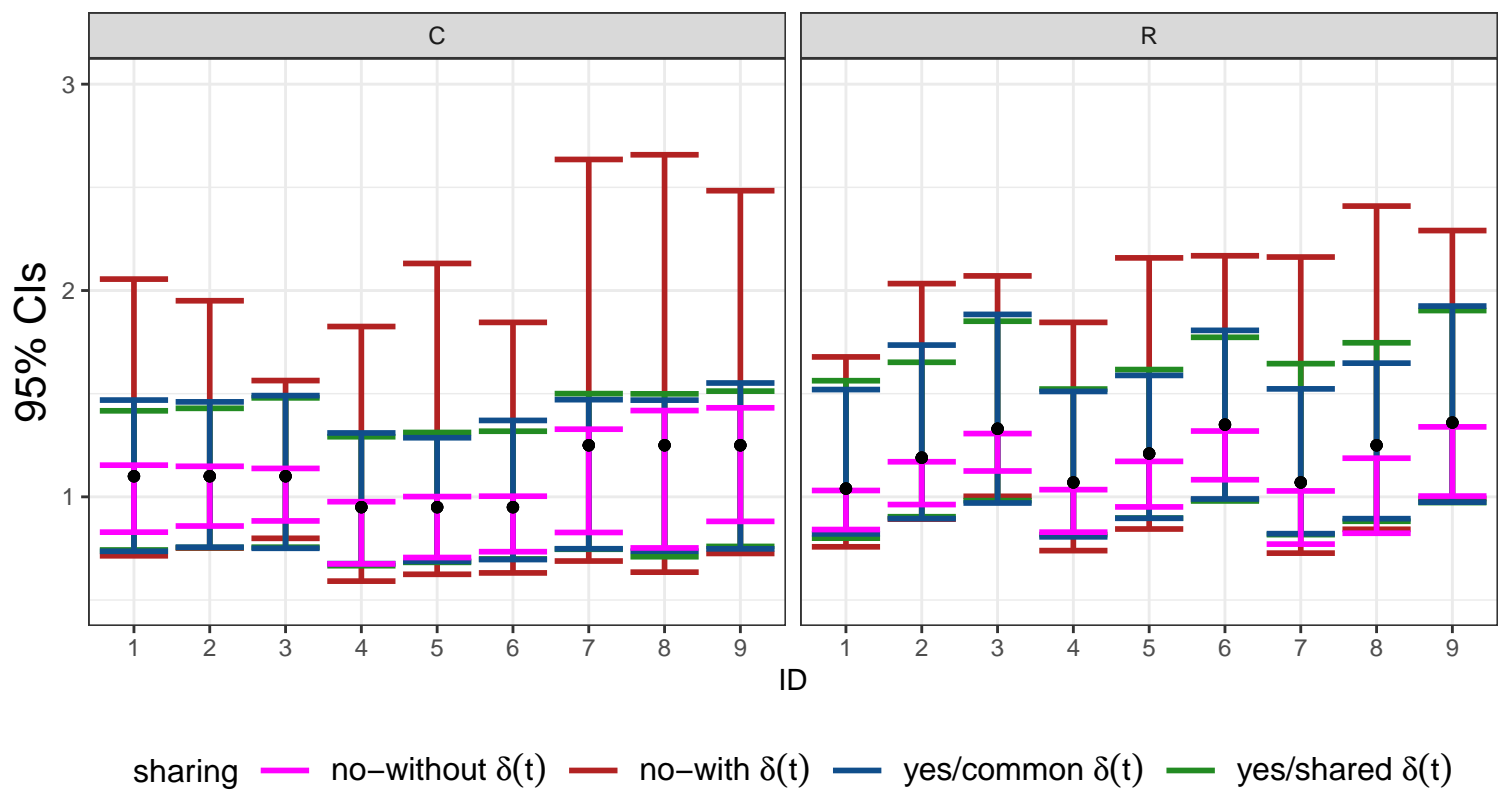 C R
3
2
1
95% CIs
1 2 3 4 5 6 7 8 9 1 2 3 4 5 6 7 8 9
ID
sharing no−without δ(t) no−with δ(t) yes/common δ(t) yes/shared δ(t)